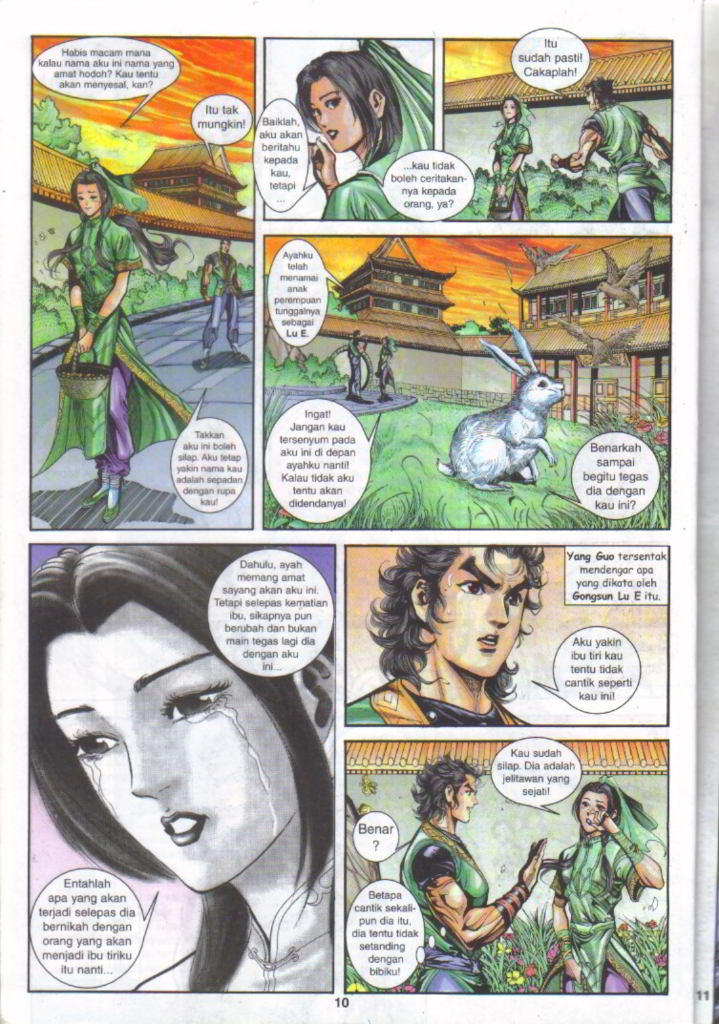 Habis macam mana
kalau nama aku ini nama yang
amat hodoh? Kau tentu
akan menyesal, kan?
Itu tak
mungkin!
Takkan
aku ini boleh
silap. Aku tetap
yakin nama kau
adalah sepadan
dengan rupa
kau!
Baiklah,
aku akan
beritahu
kepada
kau,
tetapi
...
...kau tidak
boleh ceritakan-
nya kepada
orang, ya?
Itu
sudah pasti!
Cakaplah!
Ayahku
telah
menamai
anak
perempuan
tunggalnya
sebagai
Lu E.
Ingat!
Jangan kau
tersenyum pada
aku ini di depan
ayahku nanti!
Kalau tidak aku
tentu akan
didendanya!
Benarkah
sampai
begitu tegas
dia dengan
kau ini?
Dahulu, ayah
memang amat
sayang akan aku ini.
Tetapi selepas kematian
ibu, sikapnya pun
berubah dan bukan
main tegas lagi dia
dengan aku
ini...
Entahlah
apa yang akan
terjadi selepas dia
bernikah dengan
orang yang akan
menjadi ibu tiriku
itu nanti...
Yang Guo tersentak
mendengar apa
yang dikata oleh
Gongsun Lu E itu.
Aku yakin
ibu tiri kau
tentu tidak
cantik seperti
kau ini!
Kau sudah
silap. Dia adalah
jelitawan yang
sejati!
Benar
?
Betapa
cantik sekali-
pun dia itu,
dia tentu tidak
setanding
dengan
bibiku!
10
11